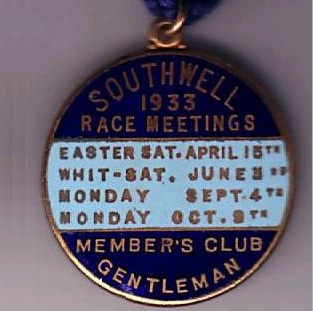 SOUTHWELL
1933
RACE MEETINGS
EASTER SAT. APRIL 15TH
WHIT-SAT. JUNE 3RD
MONDAY SEPT. 4TH
MONDAY OCT. 9TH
MEMBER'S CLUB
GENTLEMAN